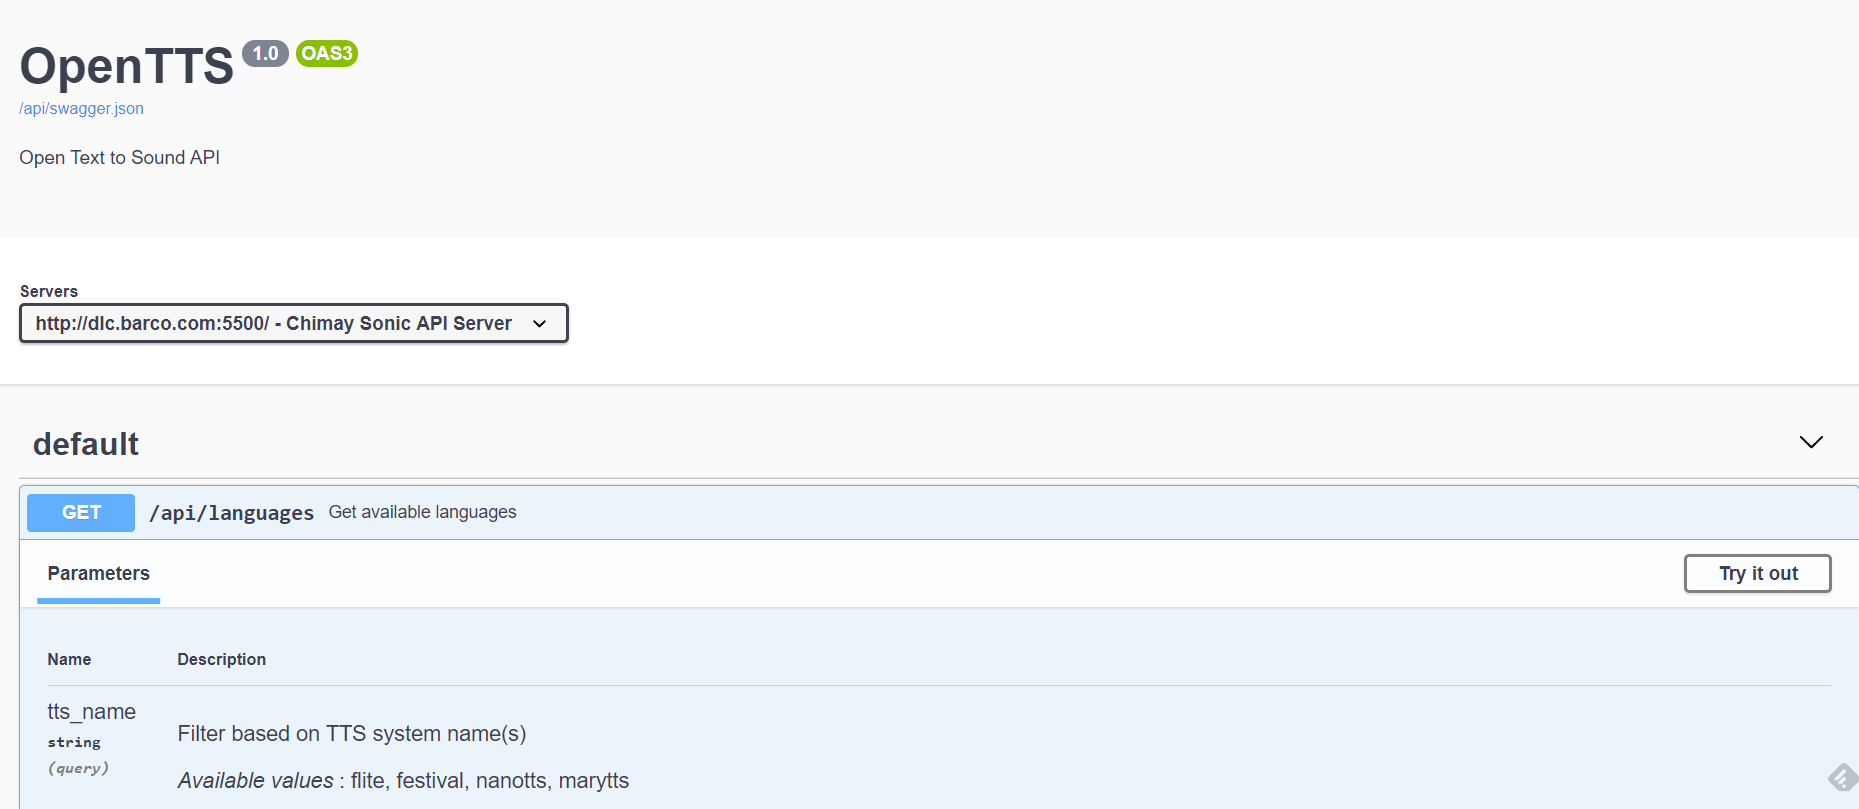 OpenTTS 1.0 OAS3
/api/swagger.json
Open Text to Sound API
Servers
http://dlc.barco.com:5500/ - Chimay Sonic API Server
default
GET /api/languages Get available languages
Parameters Try it out
Name Description
tts_name
string
(query)
Filter based on TTS system name(s)
Available values : flite, festival, nanotts, marytts